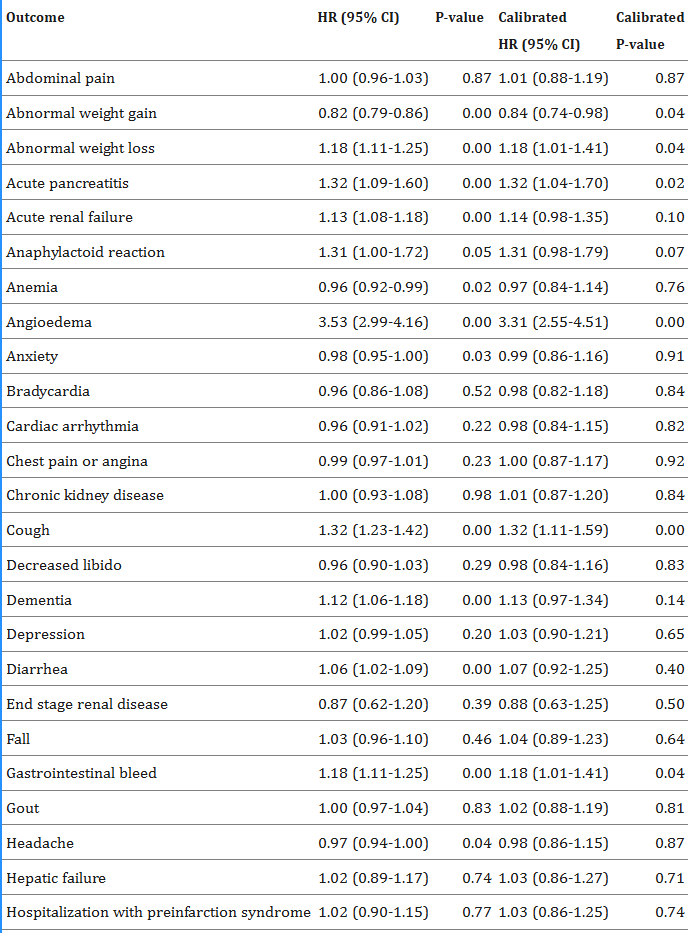 Outcome HR (95% CI) P-value Calibrated Calibrated
HR (95% CI) P-value
Abdominal pain 1.00 (0.96-1.03) 0.87 1.01 (0.88-1.19) 0.87
Abnormal weight gain 0.82 (0.79-0.86) 0.00 0.84 (0.74-0.98) 0.04
Abnormal weight loss 1.18 (1.11-1.25) 0.00 1.18 (1.01-1.41) 0.04
Acute pancreatitis 1.32 (1.09-1.60) 0.00 1.32 (1.04-1.70) 0.02
Acute renal failure 1.13 (1.08-1.18) 0.00 1.14 (0.98-1.35) 0.10
Anaphylactoid reaction 1.31 (1.00-1.72) 0.05 1.31 (0.98-1.79) 0.07
Anemia 0.96 (0.92-0.99) 0.02 0.97 (0.84-1.14) 0.76
Angioedema 3.53 (2.99-4.16) 0.00 3.31 (2.55-4.51) 0.00
Anxiety 0.98 (0.95-1.00) 0.03 0.99 (0.86-1.16) 0.91
Bradycardia 0.96 (0.86-1.08) 0.52 0.98 (0.82-1.18) 0.84
Cardiac arrhythmia 0.96 (0.91-1.02) 0.22 0.98 (0.84-1.15) 0.82
Chest pain or angina 0.99 (0.97-1.01) 0.23 1.00 (0.87-1.17) 0.92
Chronic kidney disease 1.00 (0.93-1.08) 0.98 1.01 (0.87-1.20) 0.84
Cough 1.32 (1.23-1.42) 0.00 1.32 (1.11-1.59) 0.00
Decreased libido 0.96 (0.90-1.03) 0.29 0.98 (0.84-1.16) 0.83
Dementia 1.12 (1.06-1.18) 0.00 1.13 (0.97-1.34) 0.14
Depression 1.02 (0.99-1.05) 0.20 1.03 (0.90-1.21) 0.65
Diarrhea 1.06 (1.02-1.09) 0.00 1.07 (0.92-1.25) 0.40
End stage renal disease 0.87 (0.62-1.20) 0.39 0.88 (0.63-1.25) 0.50
Fall 1.03 (0.96-1.10) 0.46 1.04 (0.89-1.23) 0.64
Gastrointestinal bleed 1.18 (1.11-1.25) 0.00 1.18 (1.01-1.41) 0.04
Gout 1.00 (0.97-1.04) 0.83 1.02 (0.88-1.19) 0.81
Headache 0.97 (0.94-1.00) 0.04 0.98 (0.86-1.15) 0.87
Hepatic failure 1.02 (0.89-1.17) 0.74 1.03 (0.86-1.27) 0.71
Hospitalization with preinfarction syndrome 1.02 (0.90-1.15) 0.77 1.03 (0.86-1.25) 0.74